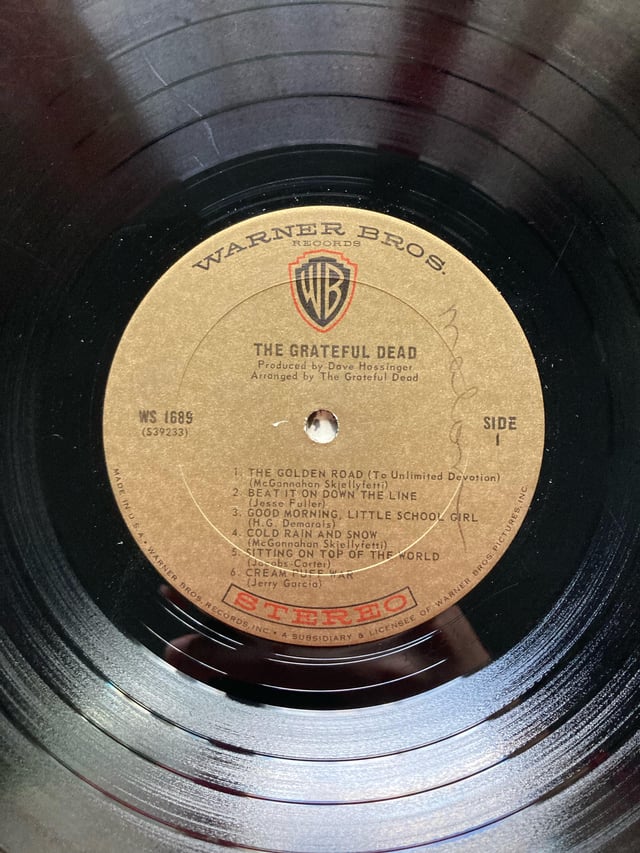 WARNER BROS.
RECORDS
WB
THE GRATEFUL DEAD
Produced by Dave Hassinger
Arranged by The Grateful Dead
WS 1689
(S39233)
SIDE
1
1. THE GOLDEN ROAD (To Unlimited Devotion)
(McGannahan Skjellyfetti)
2. BEAT IT ON DOWN THE LINE
(Jesse Fuller)
3. GOOD MORNING, LITTLE SCHOOL GIRL
(H.G. Demarais)
4. COLD RAIN AND SNOW
(McGannahan Skjellyfetti)
5. SITTING ON TOP OF THE WORLD
(Jacobs-Carter)
6. CREAM PUFF WAR
(Jerry Garcia)
STEREO
MADE IN U.S.A. • WARNER BROS. RECORDS, INC. • A SUBSIDIARY & LICENSEE OF WARNER BROS. PICTURES, INC.